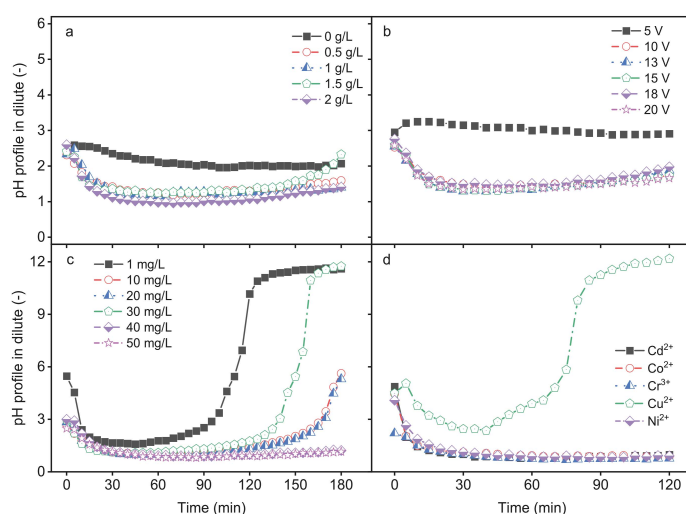 a
0 g/L
0.5 g/L
1 g/L
1.5 g/L
2 g/L
6
5
4
3
2
1
0
pH profile in dilute (-)
b
5 V
10 V
13 V
15 V
18 V
20 V
c
1 mg/L
10 mg/L
20 mg/L
30 mg/L
40 mg/L
50 mg/L
12
9
6
3
0
pH profile in dilute (-)
0 30 60 90 120 150 180
Time (min)
d
Cd²⁺
Co²⁺
Cr³⁺
Cu²⁺
Ni²⁺
0 30 60 90 120
Time (min)